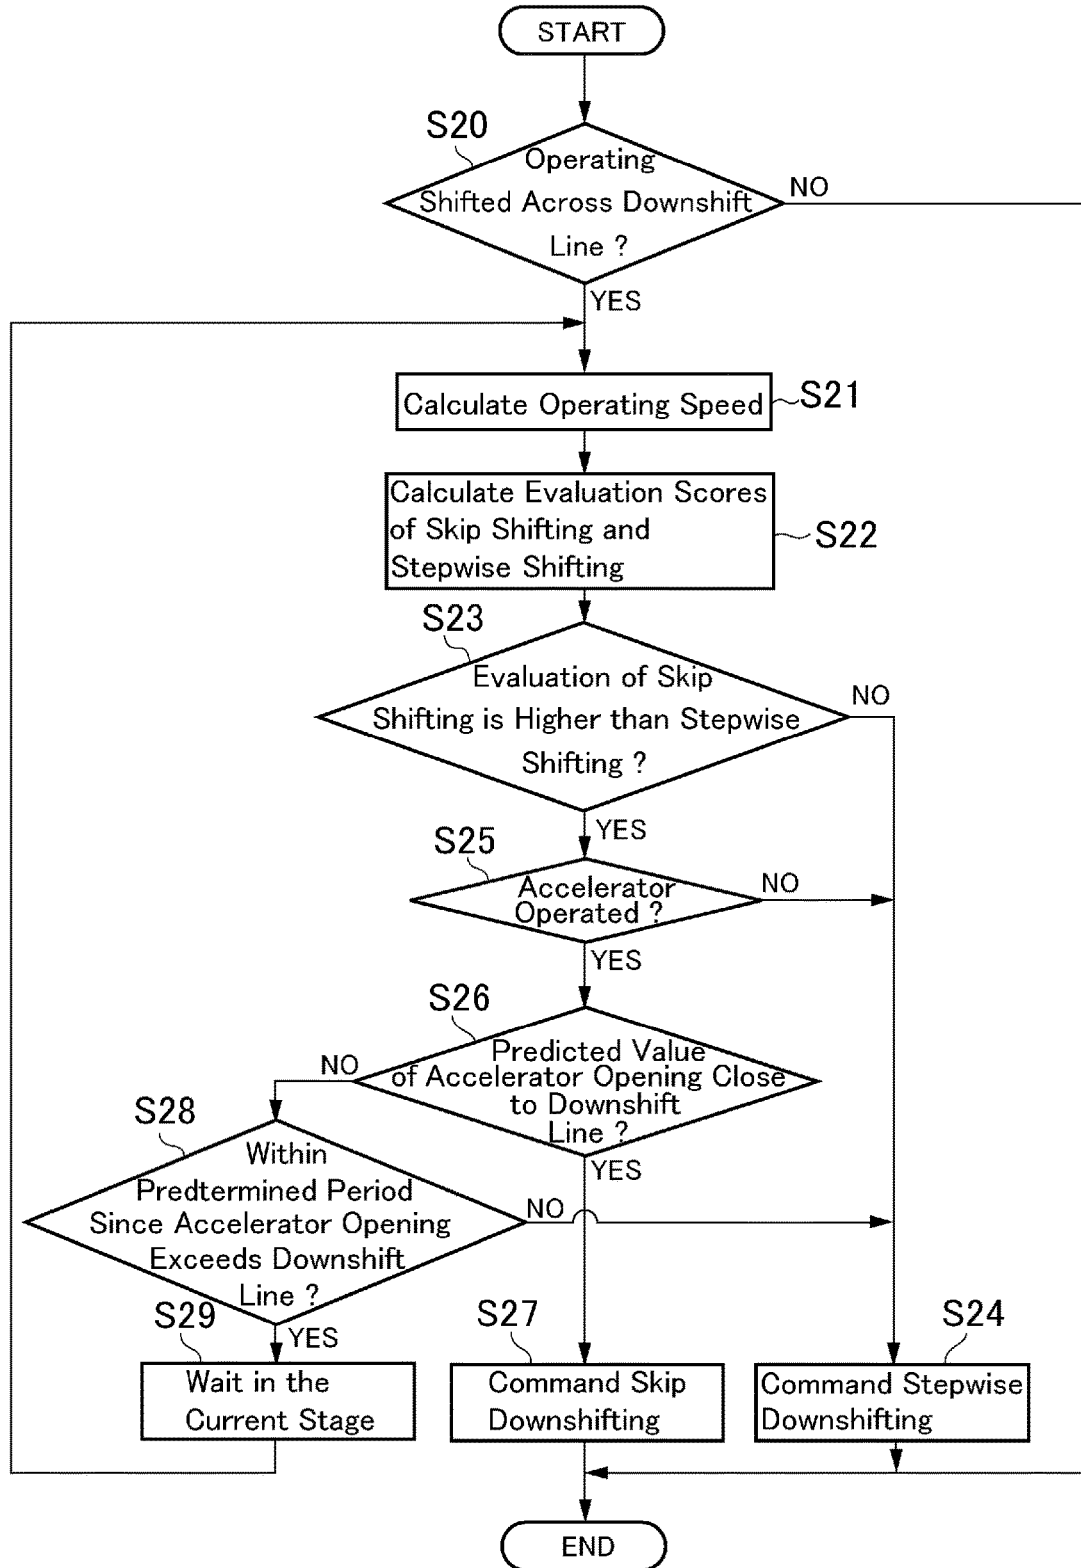 START
S20
Operating
Shifted Across Downshift
Line ?
NO
YES
Calculate Operating Speed
S21
Calculate Evaluation Scores
of Skip Shifting and
Stepwise Shifting
S22
S23
Evaluation of Skip
Shifting is Higher than Stepwise
Shifting ?
NO
YES
S25
Accelerator
Operated ?
NO
YES
S26
Predicted Value
of Accelerator Opening Close
to Downshift
Line ?
NO
YES
S28
Within
Predtermined Period
Since Accelerator Opening
Exceeds Downshift
Line ?
NO
YES
S29
Wait in the
Current Stage
S27
Command Skip
Downshifting
S24
Command Stepwise
Downshifting
END